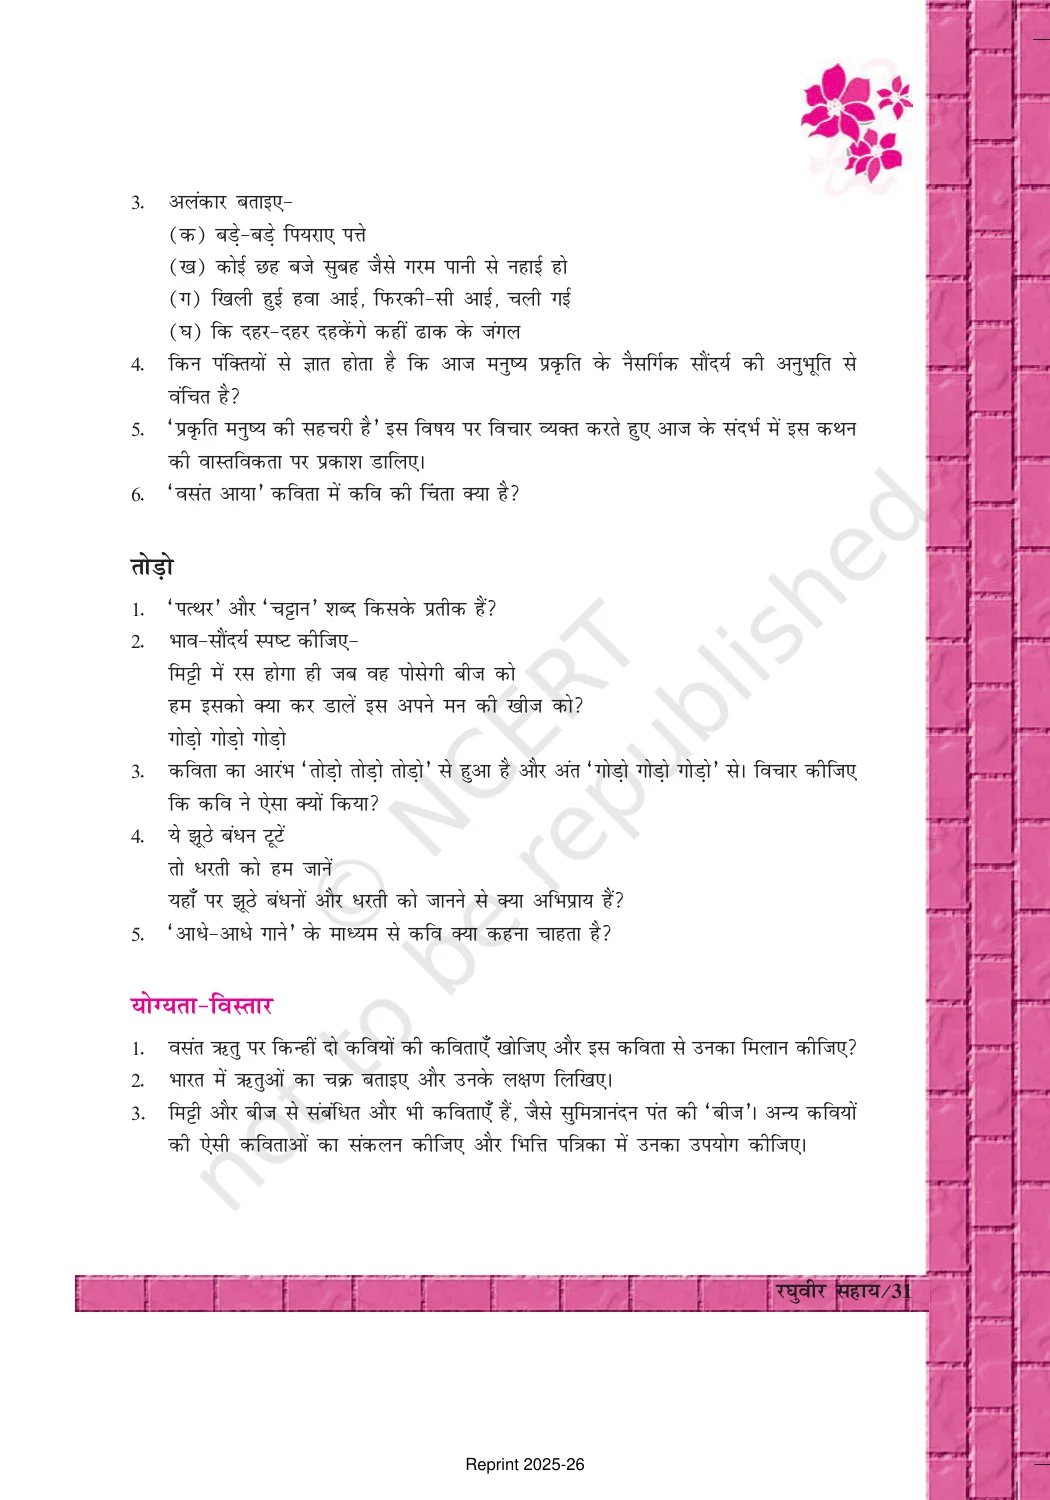 3. अलंकार बताइए-
(क) बड़े-बड़े पियराए पत्ते
(ख) कोई छह बजे सुबह जैसे गरम पानी से नहाई हो
(ग) खिली हुई हवा आई, फिरकी-सी आई, चली गई
(घ) कि दहर-दहर दहकेंगे कहीं ढाक के जंगल
4. किन पंक्तियों से ज्ञात होता है कि आज मनुष्य प्रकृति के नैसर्गिक सौंदर्य की अनुभूति से
वंचित है?
5. ‘प्रकृति मनुष्य की सहचरी है’ इस विषय पर विचार व्यक्त करते हुए आज के संदर्भ में इस कथन
की वास्तविकता पर प्रकाश डालिए।
6. ‘वसंत आया’ कविता में कवि की चिंता क्या है?
तोड़ो
1. ‘पत्थर’ और ‘चट्टान’ शब्द किसके प्रतीक हैं?
2. भाव-सौंदर्य स्पष्ट कीजिए-
मिट्टी में रस होगा ही जब वह पोसेगी बीज को
हम इसको क्या कर डालें इस अपने मन की खीज को?
गोड़ो गोड़ो गोड़ो
3. कविता का आरंभ ‘तोड़ो तोड़ो तोड़ो’ से हुआ है और अंत ‘गोड़ो गोड़ो गोड़ो’ से। विचार कीजिए
कि कवि ने ऐसा क्यों किया?
4. ये झूठे बंधन टूटें
तो धरती को हम जानें
यहाँ पर झूठे बंधनों और धरती को जानने से क्या अभिप्राय हैं?
5. ‘आधे-आधे गाने’ के माध्यम से कवि क्या कहना चाहता है?
योग्यता-विस्तार
1. वसंत ऋतु पर किन्हीं दो कवियों की कविताएँ खोजिए और इस कविता से उनका मिलान कीजिए?
2. भारत में ऋतुओं का चक्र बताइए और उनके लक्षण लिखिए।
3. मिट्टी और बीज से संबंधित और भी कविताएँ हैं, जैसे सुमित्रानंदन पंत की ‘बीज’। अन्य कवियों
की ऐसी कविताओं का संकलन कीजिए और भित्ति पत्रिका में उनका उपयोग कीजिए।
© NCERT
not to be republished
रघुवीर सहाय/31
Reprint 2025-26